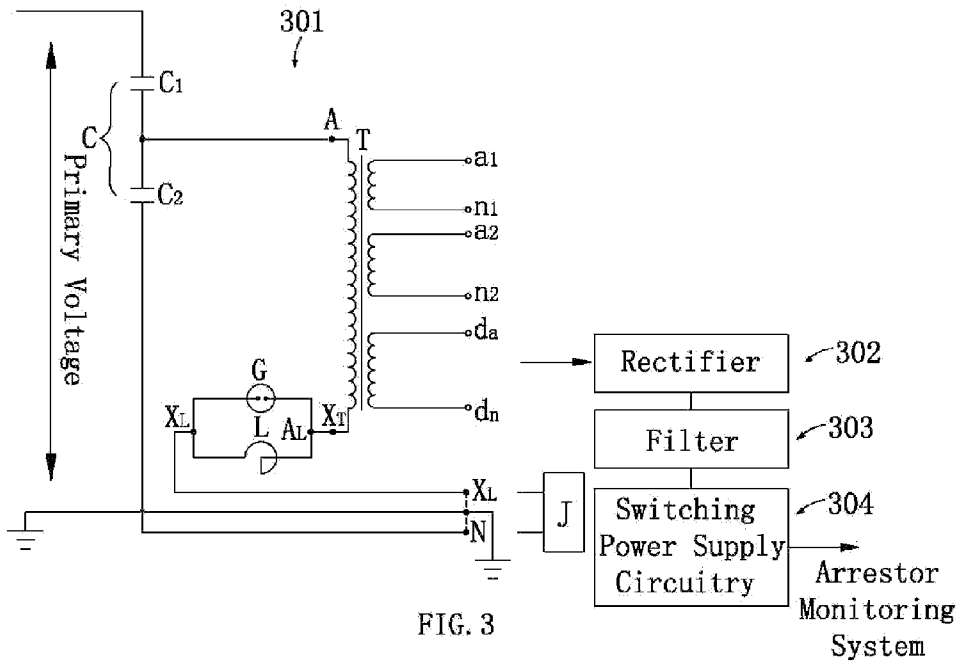 301
C1
C
C2
Primary Voltage
A
T
a1
n1
a2
n2
da
dn
G
XL
L
AL
XT
XL
N
J
Rectifier
302
Filter
303
Switching
Power Supply
Circuitry
304
Arrestor
Monitoring
System
FIG. 3